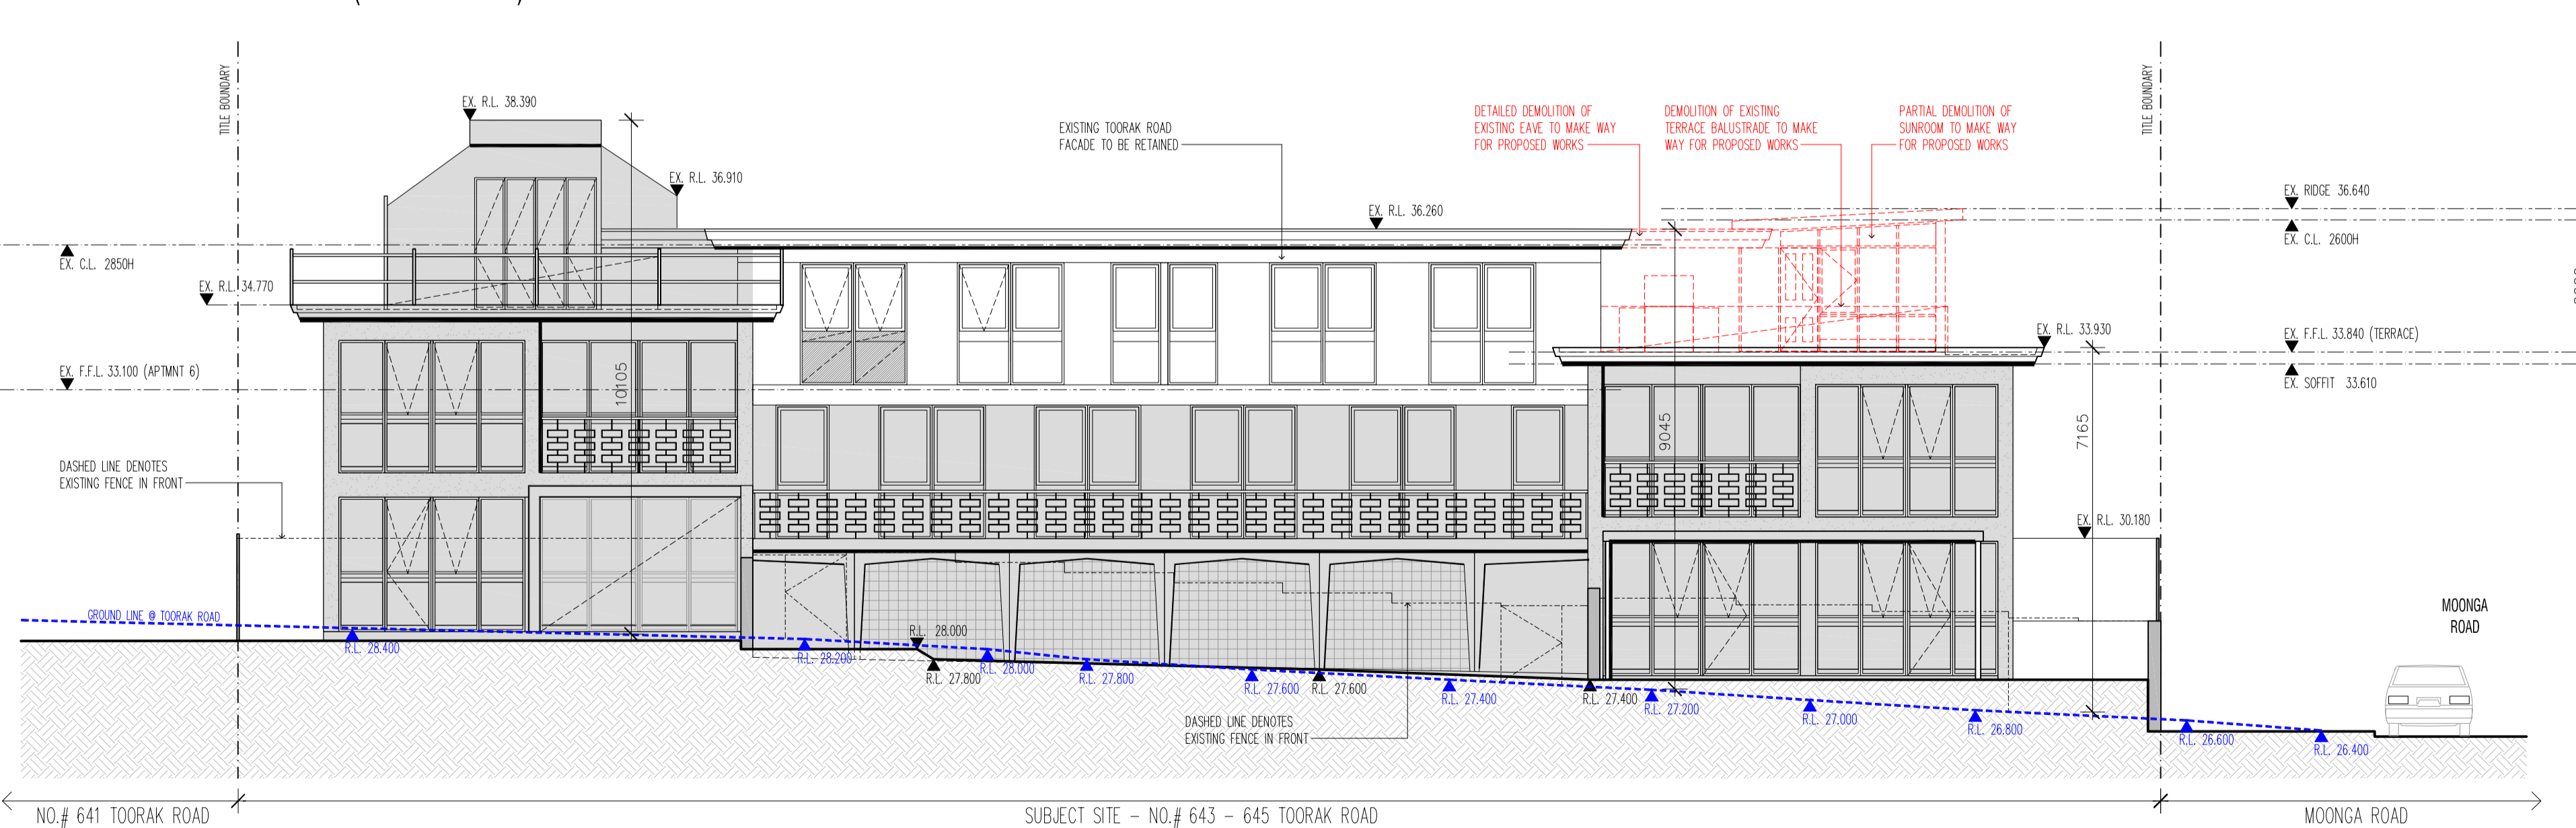 TITLE BOUNDARY
EX. R.L. 38.390
EX. R.L. 36.910
EXISTING TOORAK ROAD
FACADE TO BE RETAINED
EX. R.L. 36.260
DETAILED DEMOLITION OF
EXISTING EAVE TO MAKE WAY
FOR PROPOSED WORKS
DEMOLITION OF EXISTING
TERRACE BALUSTRADE TO MAKE
WAY FOR PROPOSED WORKS
PARTIAL DEMOLITION OF
SUNROOM TO MAKE WAY
FOR PROPOSED WORKS
TITLE BOUNDARY
EX. RIDGE 36.640
EX. C.L. 2600H
EX. C.L. 2850H
EX. R.L. 34.770
EX. R.L. 33.930
EX. F.F.L. 33.840 (TERRACE)
EX. SOFFIT 33.610
EX. F.F.L. 33.100 (APTMNT 6)
10105
9045
7165
DASHED LINE DENOTES
EXISTING FENCE IN FRONT
EX. R.L. 30.180
GROUND LINE @ TOORAK ROAD
MOONGA
ROAD
R.L. 28.400
R.L. 28.200
R.L. 28.000
R.L. 27.800
R.L. 28.000
R.L. 27.800
R.L. 27.600
R.L. 27.600
R.L. 27.400
R.L. 27.400
R.L. 27.200
R.L. 27.000
R.L. 26.800
R.L. 26.600
R.L. 26.400
DASHED LINE DENOTES
EXISTING FENCE IN FRONT
NO.# 641 TOORAK ROAD
SUBJECT SITE - NO.# 643 - 645 TOORAK ROAD
MOONGA ROAD